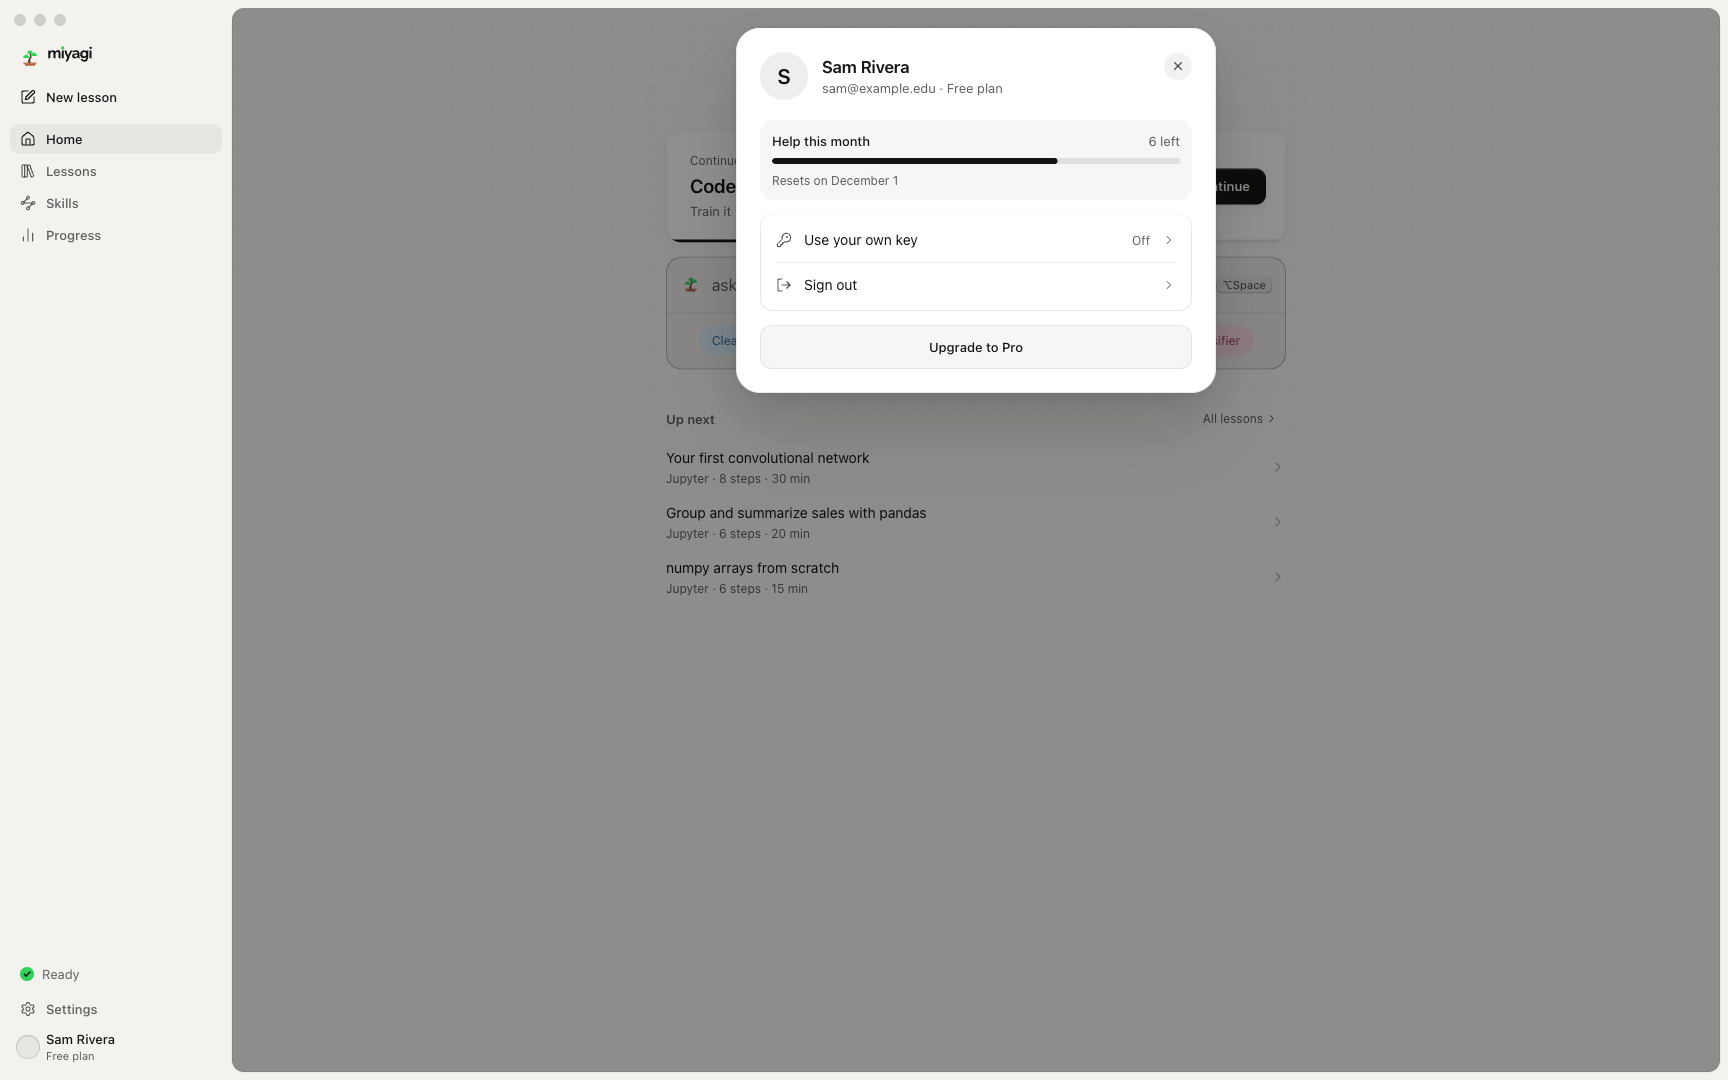 miyagi
New lesson
Home
Lessons
Skills
Progress
Ready
Settings
Sam Rivera
Free plan
S
Sam Rivera
sam@example.edu · Free plan
Help this month
6 left
Resets on December 1
Use your own key
Off
Sign out
Upgrade to Pro
Code
Train it
ask
⌥Space
Up next
All lessons
Your first convolutional network
Jupyter · 8 steps · 30 min
Group and summarize sales with pandas
Jupyter · 6 steps · 20 min
numpy arrays from scratch
Jupyter · 6 steps · 15 min